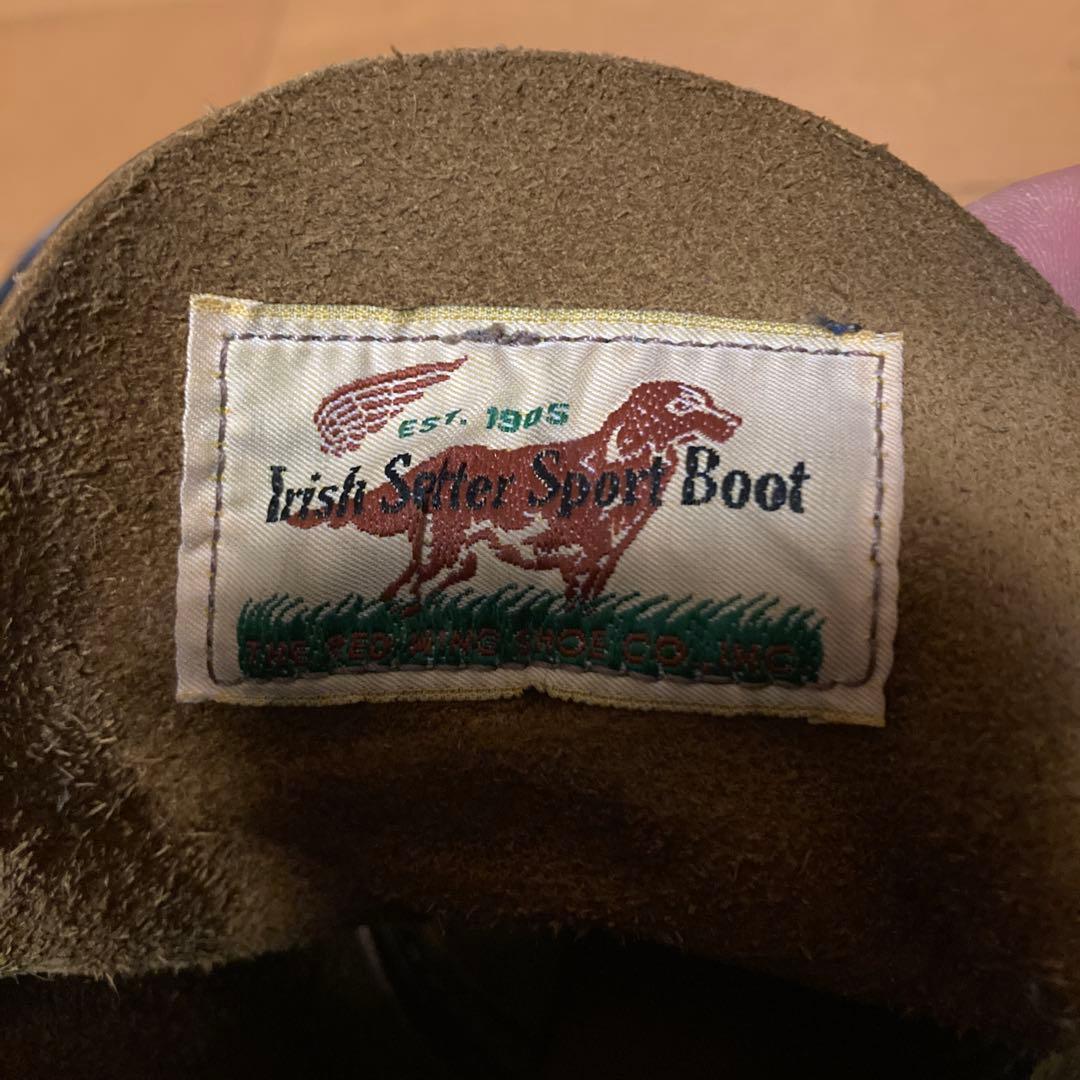 EST. 1905
Irish Setter Sport Boot
THE RED WING SHOE CO., INC